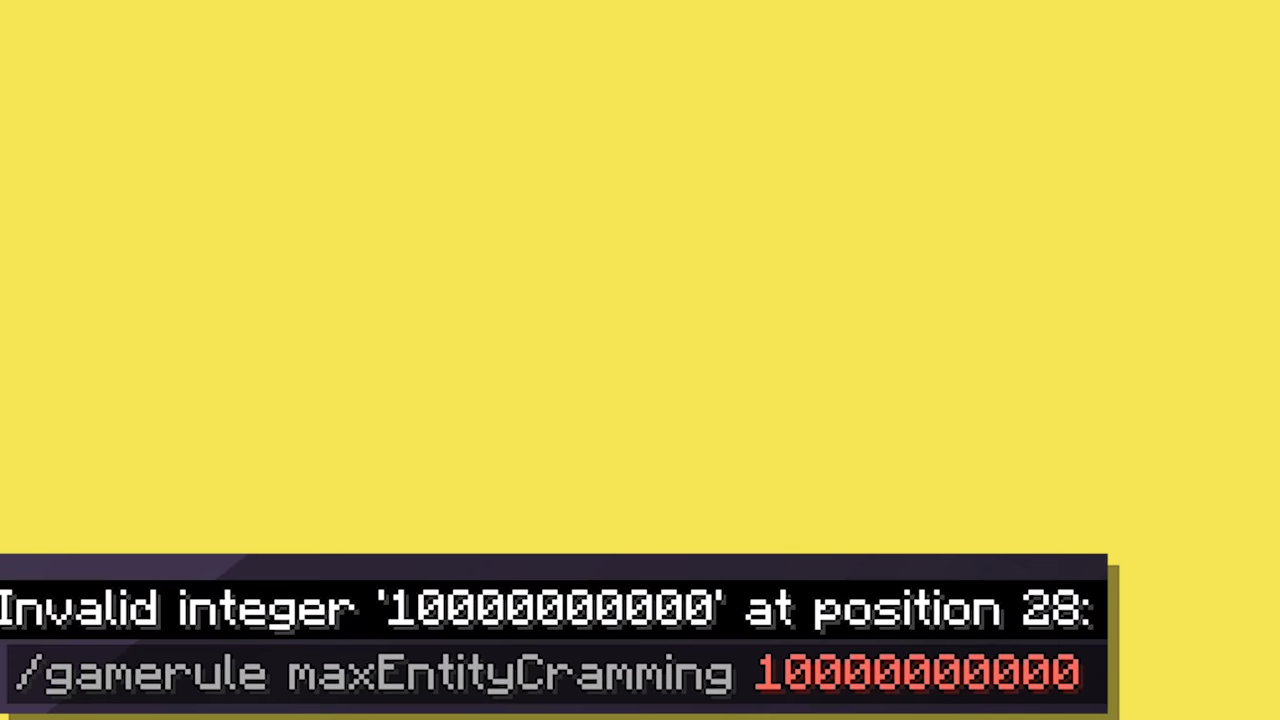 Invalid integer '10000000000' at position 28:
/gamerule maxEntityCramming 10000000000